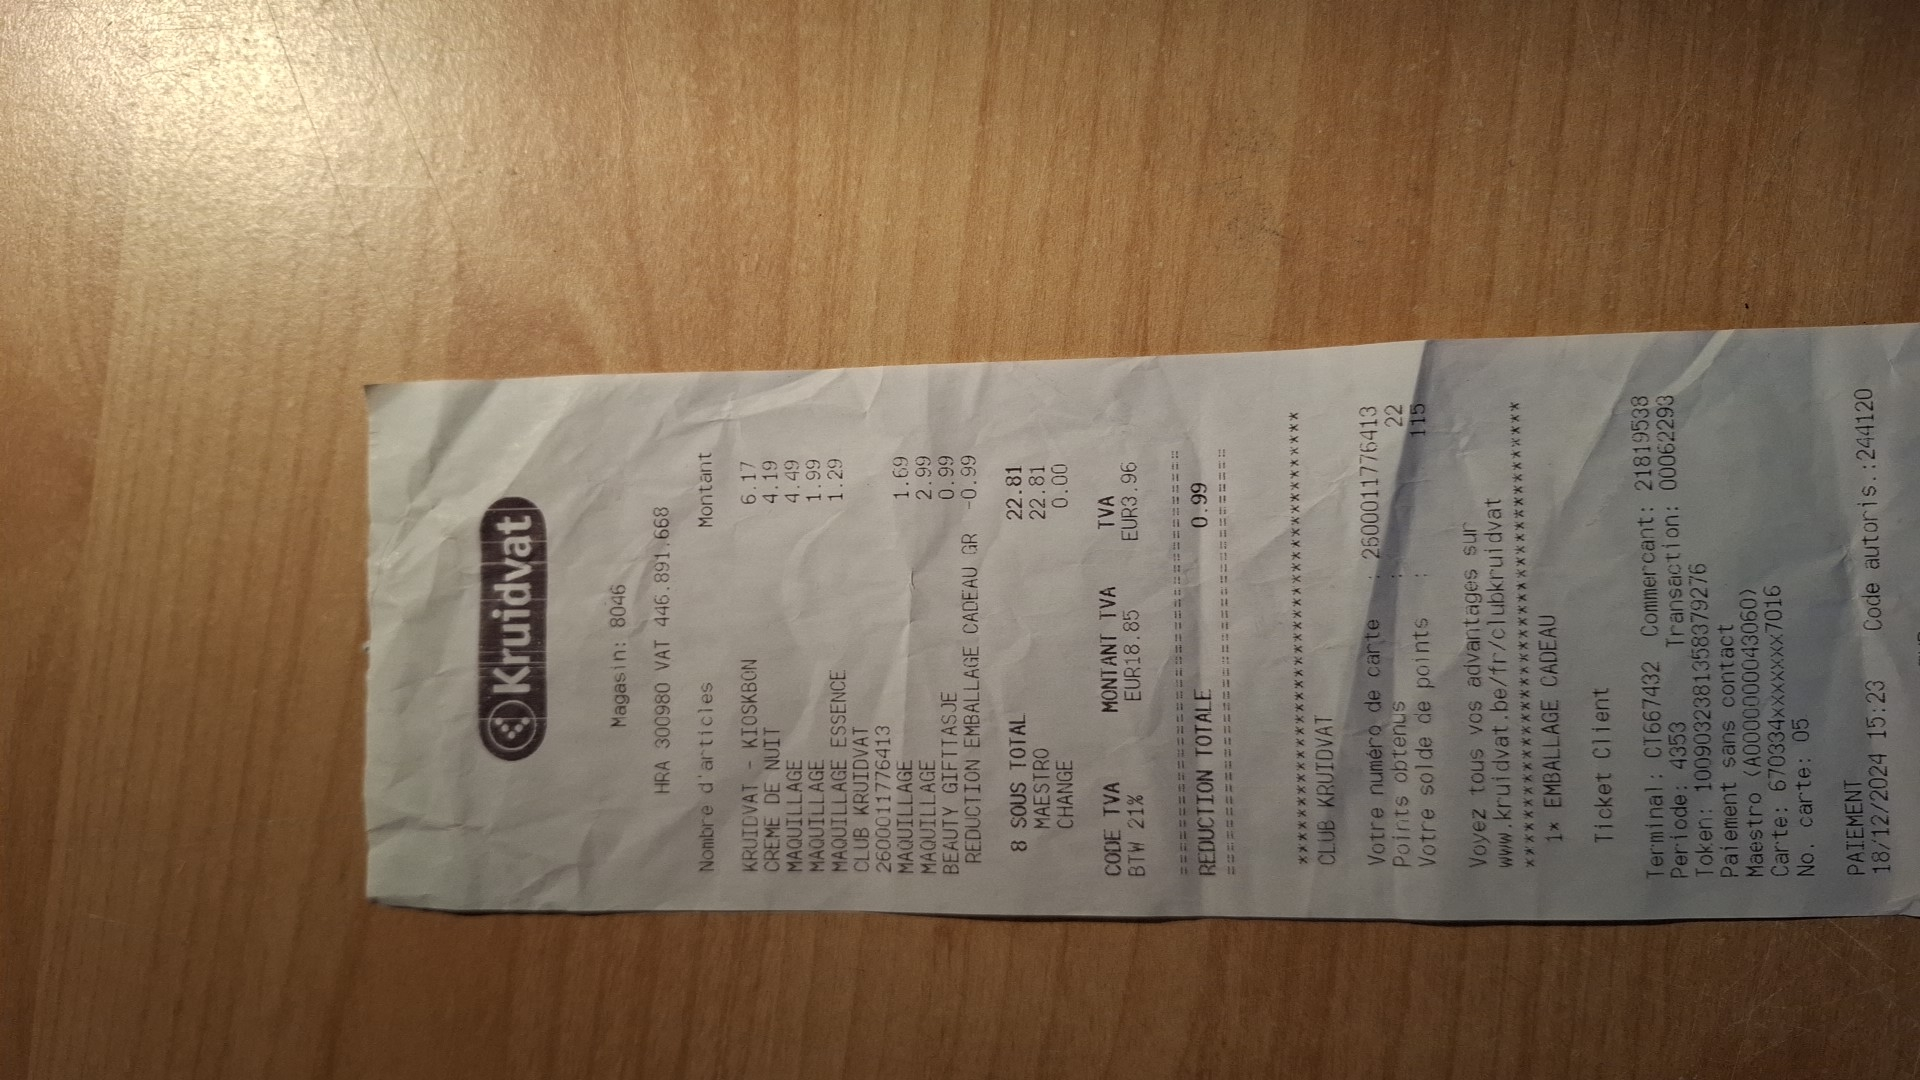 Kruidvat
Magasin: 8046
HRA 300980 VAT 446.891.668
Nombre d'articles Montant
KRUIDVAT - KIOSKBON 6.17
CREME DE NUIT 4.19
MAQUILLAGE 4.49
MAQUILLAGE 1.99
MAQUILLAGE ESSENCE 1.29
CLUB KRUIDVAT
2600011776413
MAQUILLAGE 1.69
MAQUILLAGE 2.99
BEAUTY GIFTTASJE 0.99
REDUCTION EMBALLAGE CADEAU GR -0.99
8 SOUS TOTAL 22.81
MAESTRO 22.81
CHANGE 0.00
CODE TVA MONTANT TVA TVA
BTW 21% EUR18.85 EUR3.96
========================================
REDUCTION TOTALE 0.99
========================================
****************************************
CLUB KRUIDVAT
Votre numéro de carte : 2600011776413
Points obtenus : 22
Votre solde de points : 115
Voyez tous vos advantages sur
www.kruidvat.be/fr/clubkruidvat
****************************************
1* EMBALLAGE CADEAU
Ticket Client
Terminal: CT667432 Commercant: 21819538
Periode: 4353 Transaction: 00062293
Token: 1009032381358379276
Paiement sans contact
Maestro (A0000000043060)
Carte: 670334xxxxxxxxx7016
No. carte: 05
PAIEMENT
18/12/2024 15:23 Code autoris.:244120